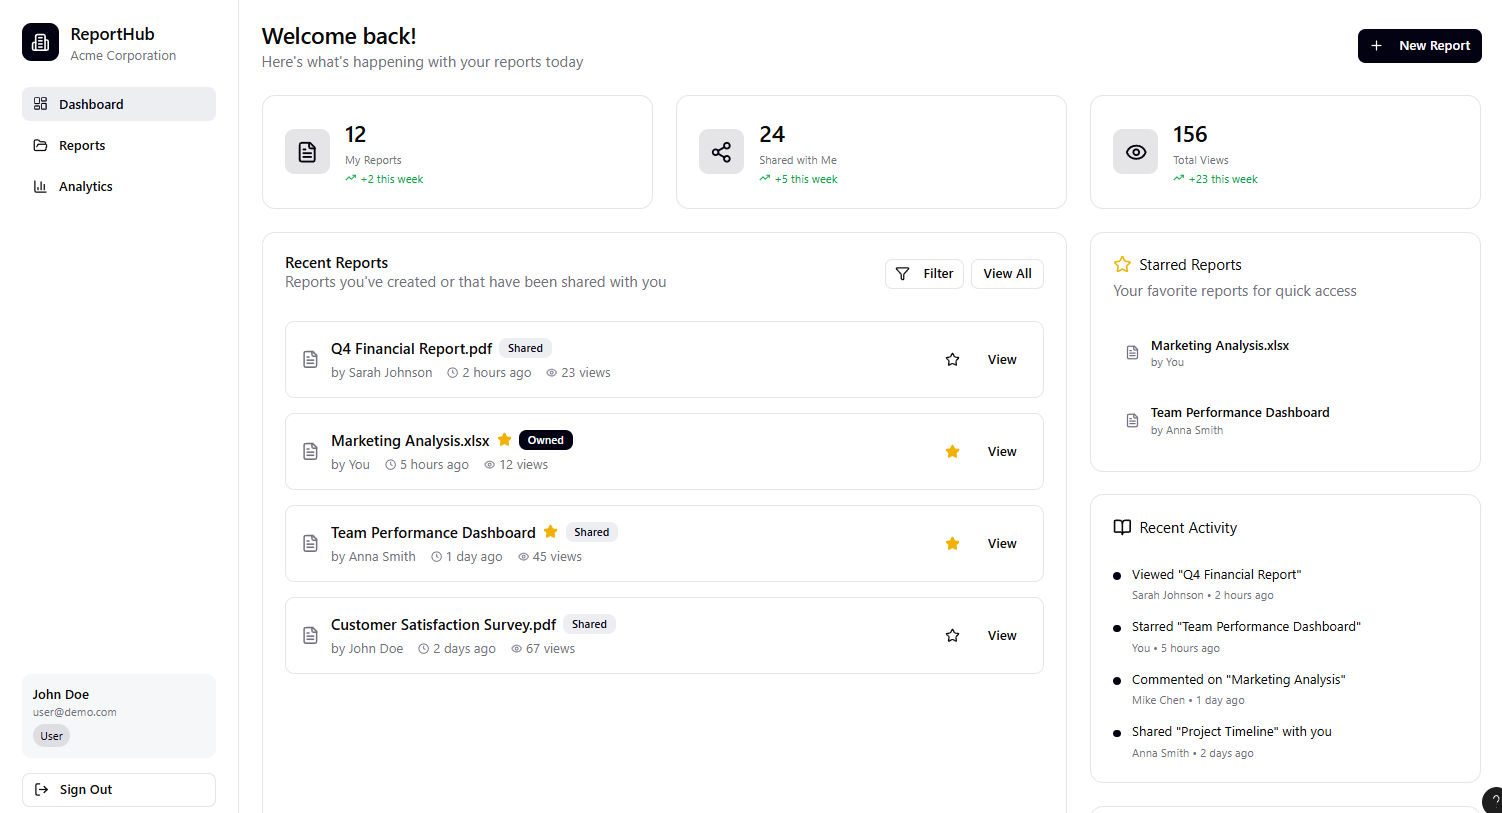 ReportHub
Acme Corporation
Dashboard
Reports
Analytics
John Doe
user@demo.com
User
Sign Out
Welcome back!
Here's what's happening with your reports today
New Report
12
My Reports
+2 this week
24
Shared with Me
+5 this week
156
Total Views
+23 this week
Recent Reports
Reports you've created or that have been shared with you
Filter
View All
Q4 Financial Report.pdf Shared
by Sarah Johnson 2 hours ago 23 views
View
Marketing Analysis.xlsx Owned
by You 5 hours ago 12 views
View
Team Performance Dashboard Shared
by Anna Smith 1 day ago 45 views
View
Customer Satisfaction Survey.pdf Shared
by John Doe 2 days ago 67 views
View
Starred Reports
Your favorite reports for quick access
Marketing Analysis.xlsx
by You
Team Performance Dashboard
by Anna Smith
Recent Activity
Viewed "Q4 Financial Report"
Sarah Johnson • 2 hours ago
Starred "Team Performance Dashboard"
You • 5 hours ago
Commented on "Marketing Analysis"
Mike Chen • 1 day ago
Shared "Project Timeline" with you
Anna Smith • 2 days ago
?